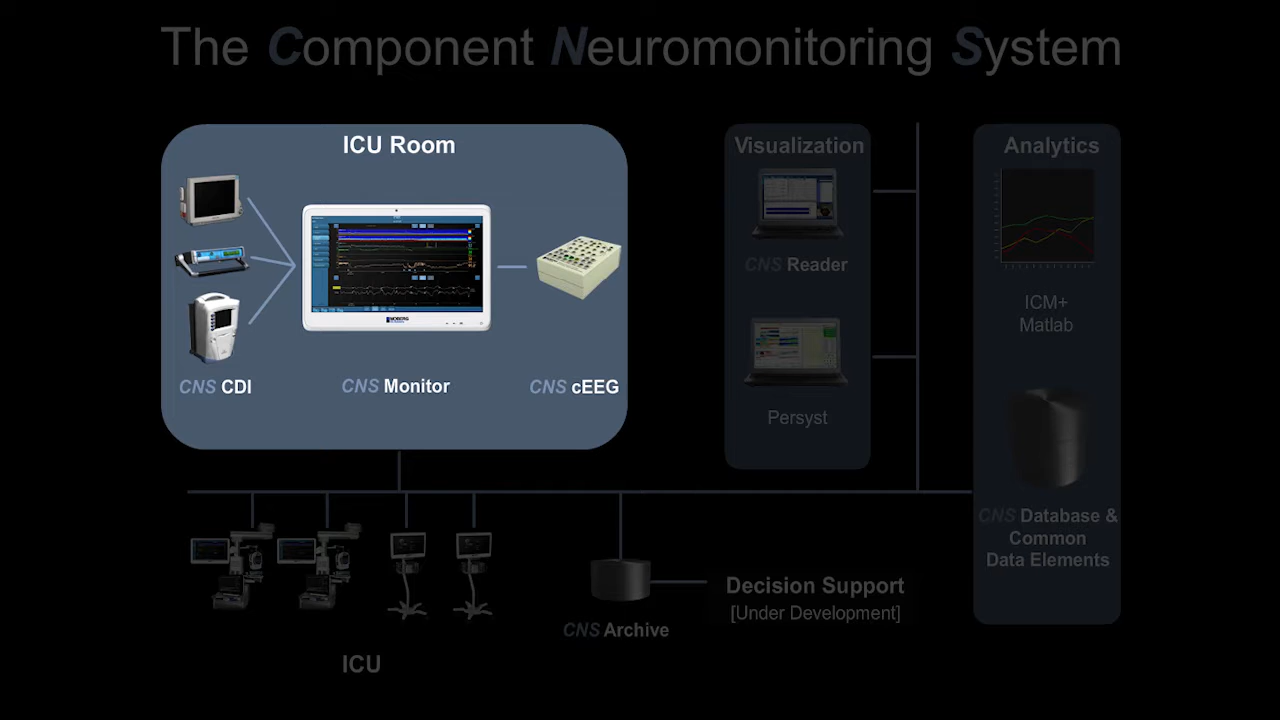 The Component Neuromonitoring System
ICU Room
CNS CDI
CNS Monitor
CNS cEEG
Visualization
CNS Reader
Persyst
Analytics
ICM+
Matlab
CNS Database &
Common
Data Elements
CNS Archive
Decision Support
[Under Development]
ICU